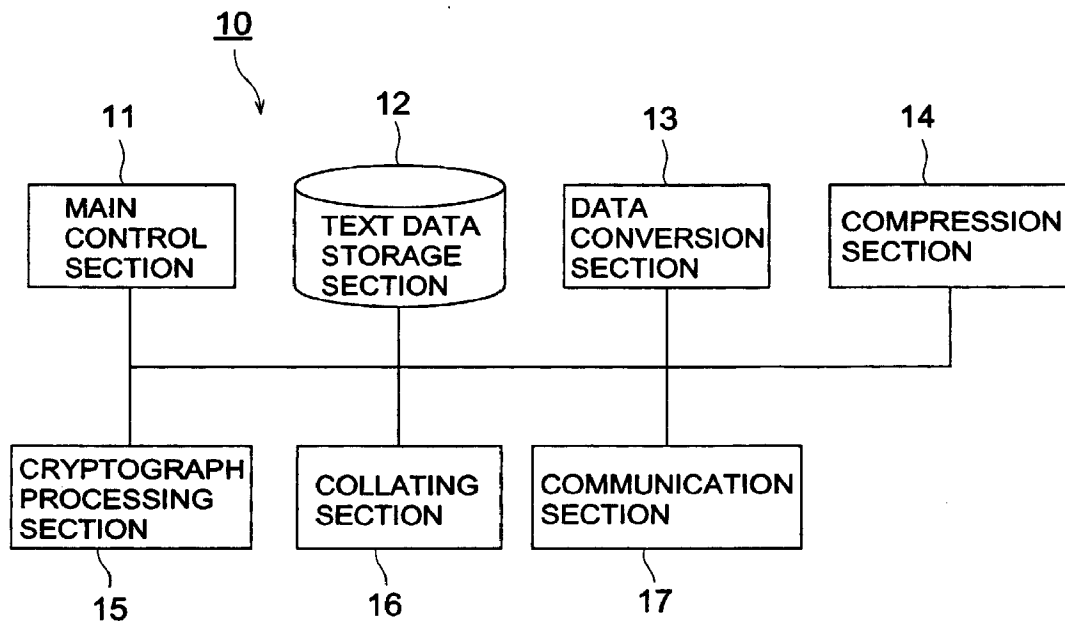 10
11
12
13
14
MAIN
CONTROL
SECTION
TEXT DATA
STORAGE
SECTION
DATA
CONVERSION
SECTION
COMPRESSION
SECTION
CRYPTOGRAPH
PROCESSING
SECTION
COLLATING
SECTION
COMMUNICATION
SECTION
15
16
17